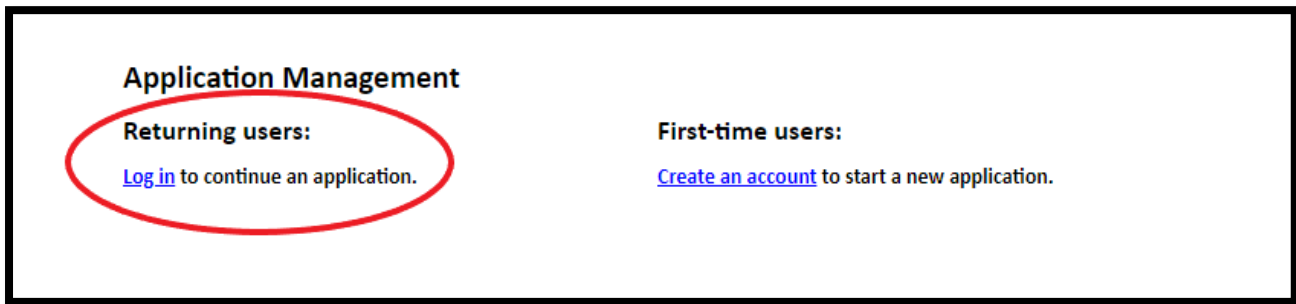 Application Management
Returning users:
Log in to continue an application.
First-time users:
Create an account to start a new application.